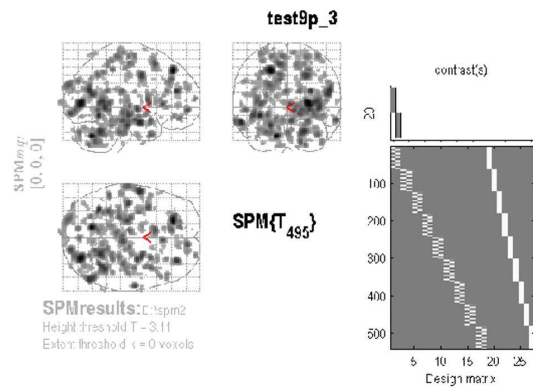 test9p_3
contrast(s)
20
SPMmip
[0, 0, 0]
<
<
<
SPM{T495}
SPMresults: E:\spm2
Height threshold T = 3.11
Extent threshold k = 0 voxels
100
200
300
400
500
5 10 15 20 25
Design matrix